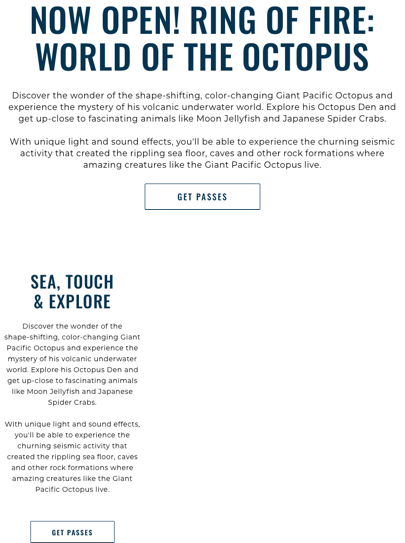 NOW OPEN! RING OF FIRE:
WORLD OF THE OCTOPUS
Discover the wonder of the shape-shifting, color-changing Giant Pacific Octopus and
experience the mystery of his volcanic underwater world. Explore his Octopus Den and
get up-close to fascinating animals like Moon Jellyfish and Japanese Spider Crabs.
With unique light and sound effects, you'll be able to experience the churning seismic
activity that created the rippling sea floor, caves and other rock formations where
amazing creatures like the Giant Pacific Octopus live.
GET PASSES
SEA, TOUCH
& EXPLORE
Discover the wonder of the
shape-shifting, color-changing Giant
Pacific Octopus and experience the
mystery of his volcanic underwater
world. Explore his Octopus Den and
get up-close to fascinating animals
like Moon Jellyfish and Japanese
Spider Crabs.
With unique light and sound effects,
you'll be able to experience the
churning seismic activity that
created the rippling sea floor, caves
and other rock formations where
amazing creatures like the Giant
Pacific Octopus live.
GET PASSES